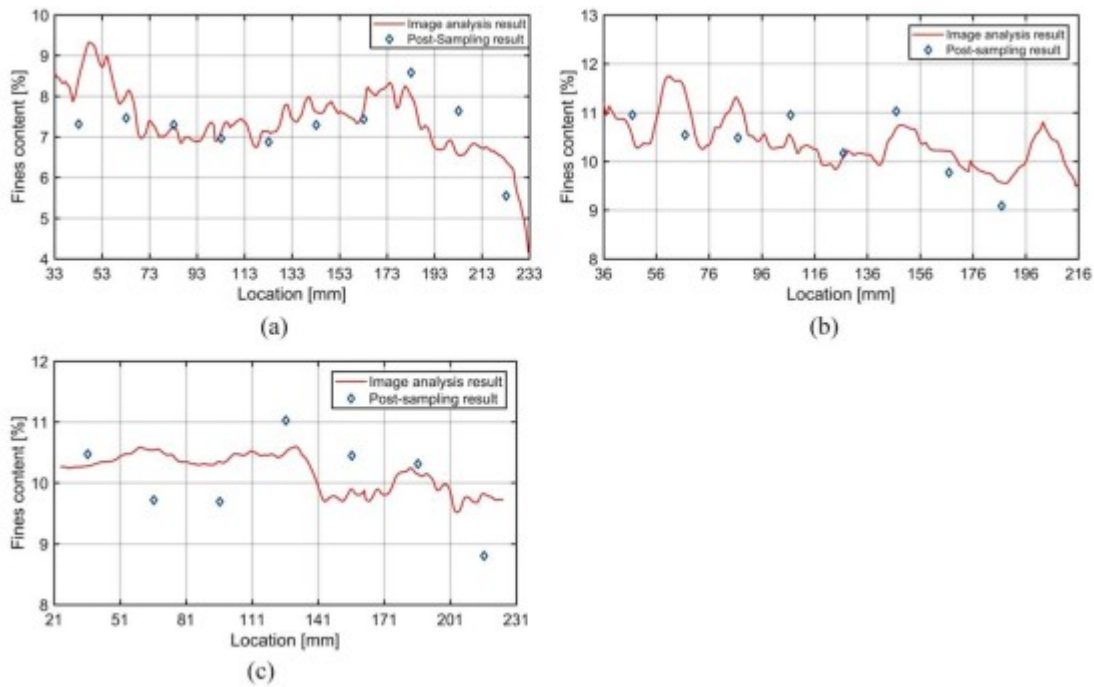 10
9
8
7
6
5
4
Fines content [%]
Image analysis result
Post-Sampling result
33 53 73 93 113 133 153 173 193 213 233
Location [mm]
(a)
13
12
11
10
9
8
Fines content [%]
Image analysis result
Post-sampling result
36 56 76 96 116 136 156 176 196 216
Location [mm]
(b)
12
11
10
9
8
Fines content [%]
Image analysis result
Post-sampling result
21 51 81 111 141 171 201 231
Location [mm]
(c)